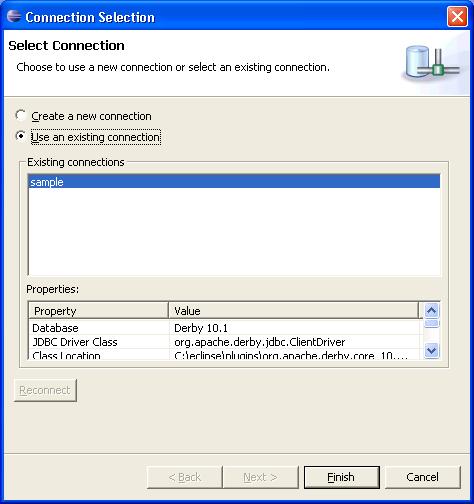 Connection Selection
Select Connection
Choose to use a new connection or select an existing connection.
Create a new connection
Use an existing connection
Existing connections
sample
Properties:
Property Value
Database Derby 10.1
JDBC Driver Class org.apache.derby.jdbc.ClientDriver
Class Location C:\eclipse\plugins\org.apache.derby.core_10....
Reconnect
< Back Next > Finish Cancel